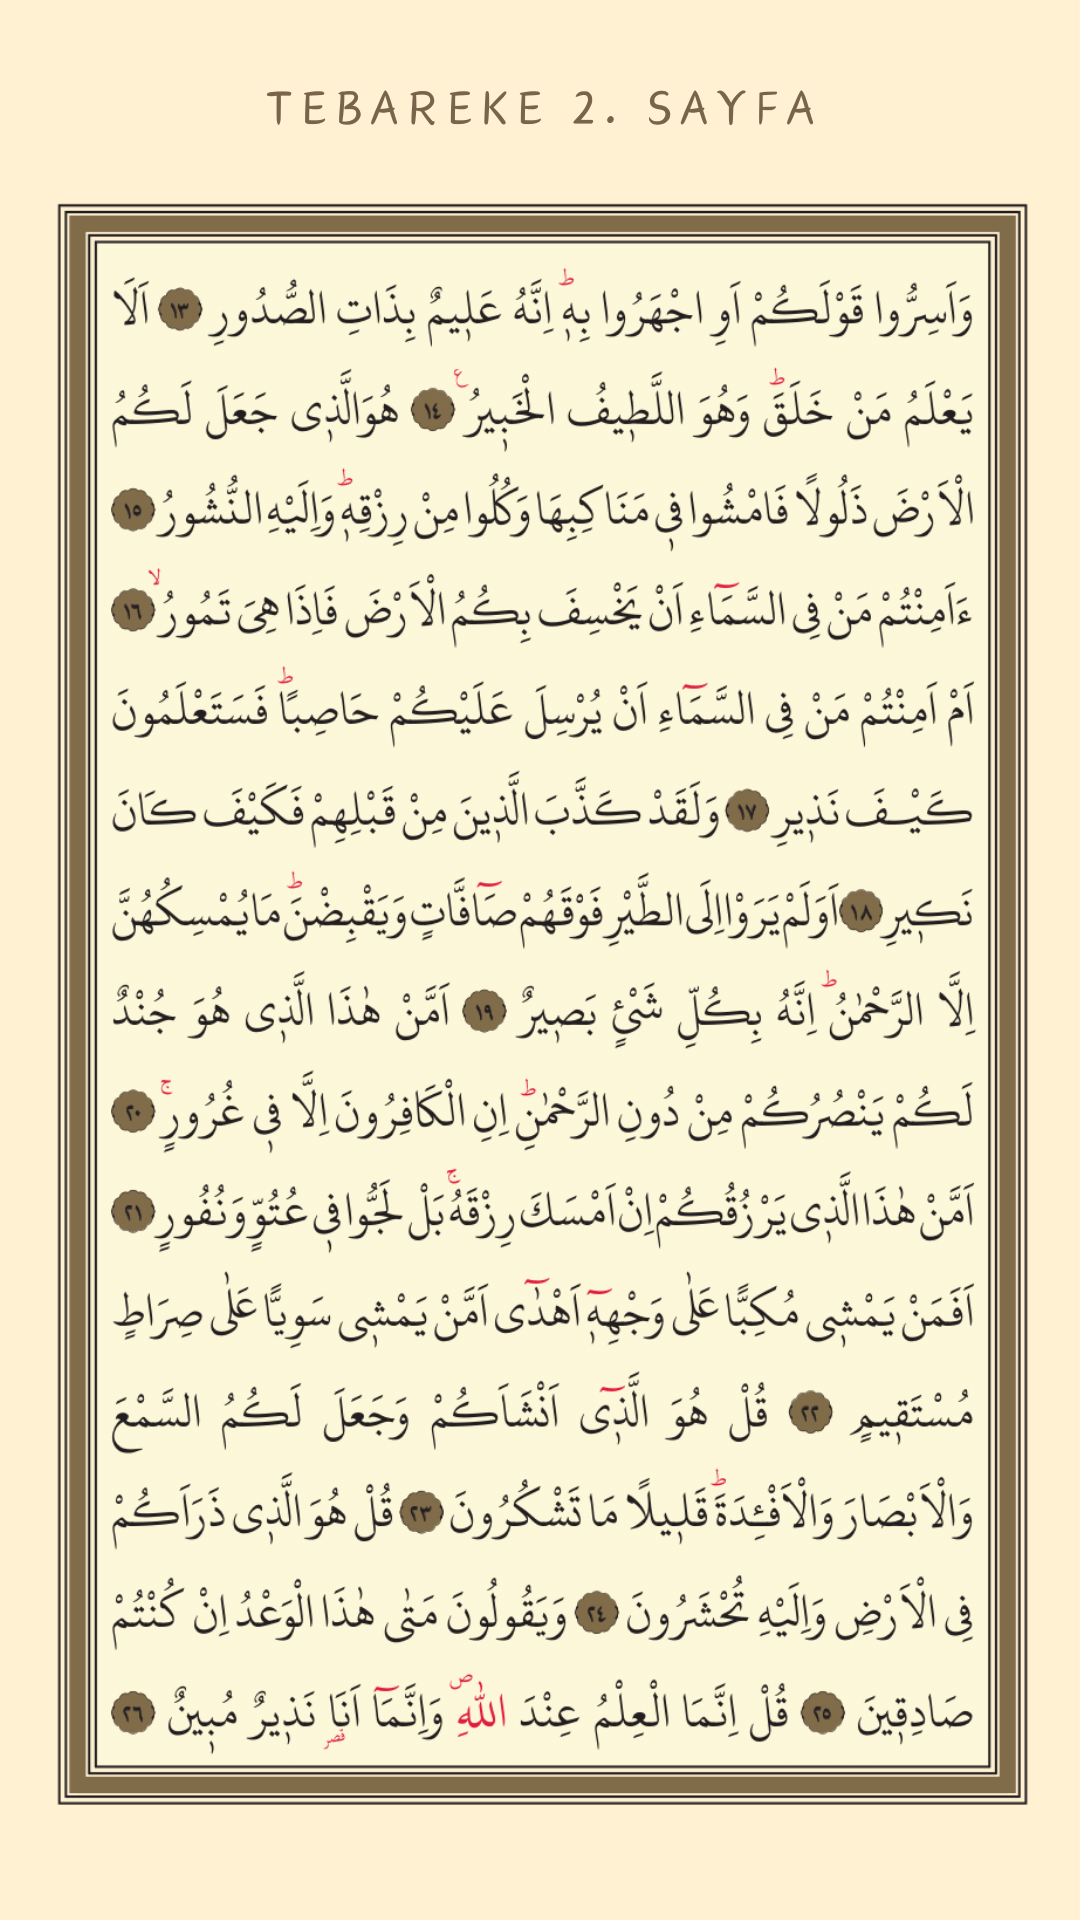 TEBAREKE 2. SAYFA
وَاَسِرُّوا قَوْلَكُمْ اَوِ اجْهَرُوا بِهٖؕ اِنَّهُ عَلٖيمٌ بِذَاتِ الصُّدُورِ ١٣ اَلَا
يَعْلَمُ مَنْ خَلَقَؕ وَهُوَ اللَّطٖيفُ الْخَبٖيرُ ع ١٤ هُوَالَّذٖى جَعَلَ لَكُمُ
الْاَرْضَ ذَلُولًا فَامْشُوا فٖى مَنَاكِبِهَا وَكُلُوا مِنْ رِزْقِهٖؕ وَاِلَيْهِ النُّشُورُ ١٥
ءَاَمِنْتُمْ مَنْ فِى السَّمَٓاءِ اَنْ يَخْسِفَ بِكُمُ الْاَرْضَ فَاِذَا هِىَ تَمُورُۙ ١٦
اَمْ اَمِنْتُمْ مَنْ فِى السَّمَٓاءِ اَنْ يُرْسِلَ عَلَيْكُمْ حَاصِبًاؕ فَسَتَعْلَمُونَ
كَيْفَ نَذٖيرِ ١٧ وَلَقَدْ كَذَّبَ الَّذٖينَ مِنْ قَبْلِهِمْ فَكَيْفَ كَانَ
نَكٖيرِ ١٨ اَوَلَمْ يَرَوْا اِلَى الطَّيْرِ فَوْقَهُمْ صَٓافَّاتٍ وَيَقْبِضْنَؕ مَا يُمْسِكُهُنَّ
اِلَّا الرَّحْمٰنُؕ اِنَّهُ بِكُلِّ شَيْئٍ بَصٖيرٌ ١٩ اَمَّنْ هٰذَا الَّذٖى هُوَ جُنْدٌ
لَكُمْ يَنْصُرُكُمْ مِنْ دُونِ الرَّحْمٰنِؕ اِنِ الْكَافِرُونَ اِلَّا فٖى غُرُورٍۚ ٢٠
اَمَّنْ هٰذَا الَّذٖى يَرْزُقُكُمْ اِنْ اَمْسَكَ رِزْقَهُۚ بَلْ لَجُّوا فٖى عُتُوٍّ وَنُفُورٍ ٢١
اَفَمَنْ يَمْشٖى مُكِبًّا عَلٰى وَجْهِهٖٓ اَهْدٰٓى اَمَّنْ يَمْشٖى سَوِيًّا عَلٰى صِرَاطٍ
مُسْتَقٖيمٍ ٢٢ قُلْ هُوَ الَّذٖٓى اَنْشَاَكُمْ وَجَعَلَ لَكُمُ السَّمْعَ
وَالْاَبْصَارَ وَالْاَفْئِدَةَؕ قَلٖيلًا مَا تَشْكُرُونَ ٢٣ قُلْ هُوَ الَّذٖى ذَرَاَكُمْ
فِى الْاَرْضِ وَاِلَيْهِ تُحْشَرُونَ ٢٤ وَيَقُولُونَ مَتٰى هٰذَا الْوَعْدُ اِنْ كُنْتُمْ
صَادِقٖينَ ٢٥ قُلْ اِنَّمَا الْعِلْمُ عِنْدَ اللّٰهِ ص وَاِنَّمَٓا اَنَا قصر نَذٖيرٌ مُبٖينٌ ٢٦